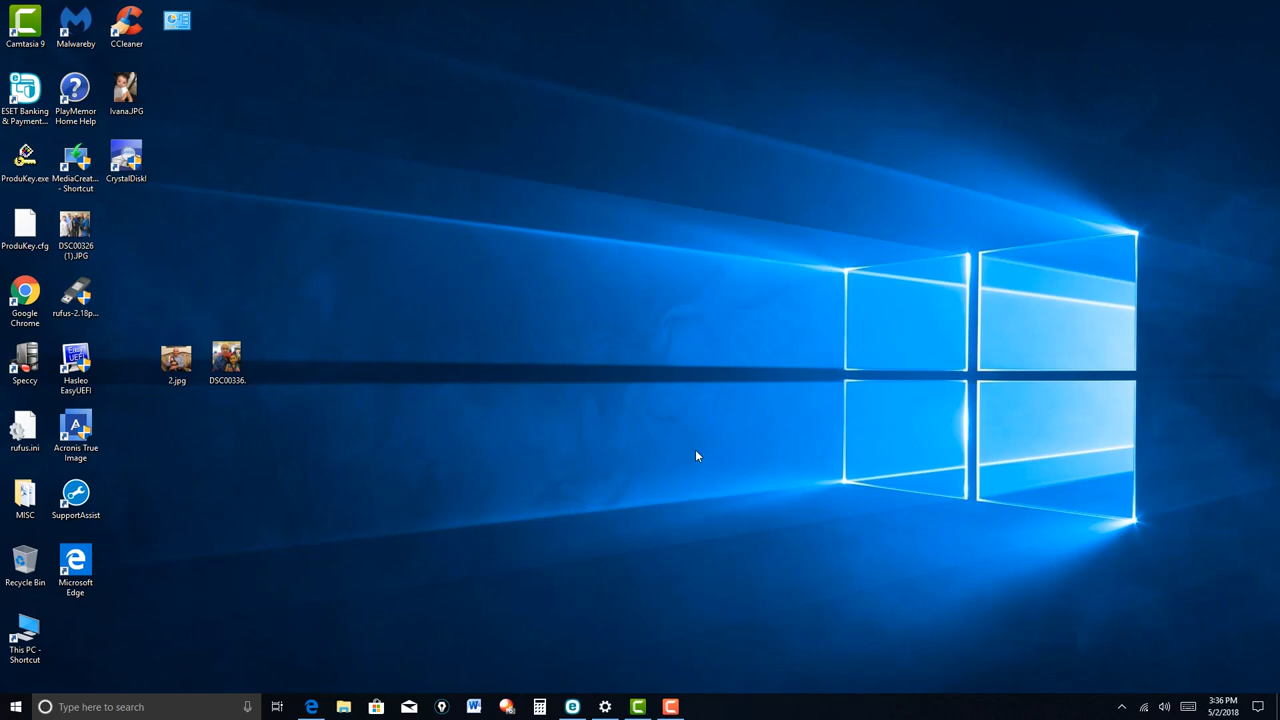 Camtasia 9
Malwareby
CCleaner
ESET Banking
& Payment...
PlayMemor
Home Help
Ivana.JPG
ProduKey.exe
MediaCreat...
- Shortcut
CrystalDiskI
ProduKey.cfg
DSC00326
(1).JPG
Google
Chrome
rufus-2.18p...
Speccy
Hasleo
EasyUEFI
2.jpg
DSC00336.
rufus.ini
Acronis True
Image
MISC
SupportAssist
Recycle Bin
Microsoft
Edge
This PC -
Shortcut
Type here to search
3:36 PM
5/2/2018